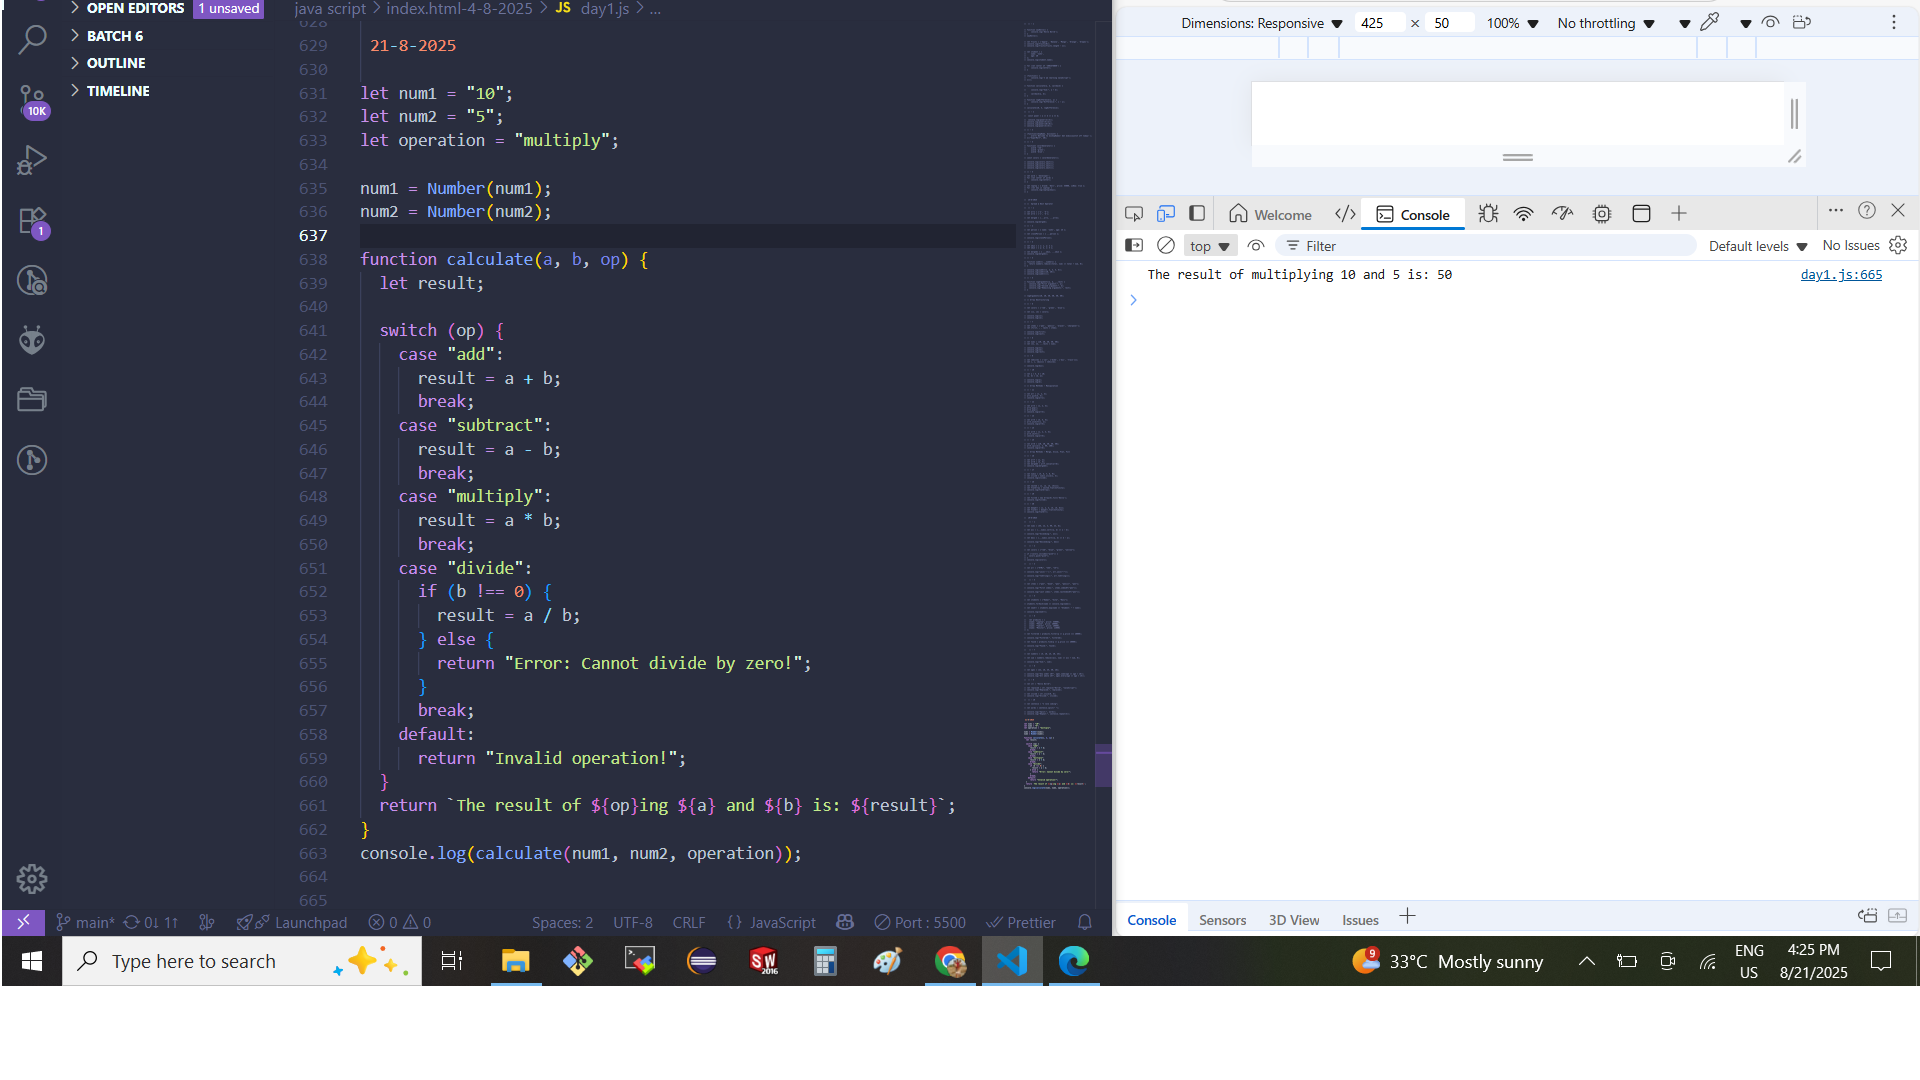 OPEN EDITORS 1 unsaved
BATCH 6
OUTLINE
TIMELINE
10K
1
java script > index.html-4-8-2025 > JS day1.js > ...
628
629 21-8-2025
630
631 let num1 = "10";
632 let num2 = "5";
633 let operation = "multiply";
634
635 num1 = Number(num1);
636 num2 = Number(num2);
637
638 function calculate(a, b, op) {
639 let result;
640
641 switch (op) {
642 case "add":
643 result = a + b;
644 break;
645 case "subtract":
646 result = a - b;
647 break;
648 case "multiply":
649 result = a * b;
650 break;
651 case "divide":
652 if (b !== 0) {
653 result = a / b;
654 } else {
655 return "Error: Cannot divide by zero!";
656 }
657 break;
658 default:
659 return "Invalid operation!";
660 }
661 return `The result of ${op}ing ${a} and ${b} is: ${result}`;
662 }
663 console.log(calculate(num1, num2, operation));
664
665
main* 0↓ 1↑ Launchpad 0 0 Spaces: 2 UTF-8 CRLF {} JavaScript Port : 5500 Prettier
Dimensions: Responsive 425 × 50 100% No throttling
Welcome Console
top Filter Default levels No Issues
The result of multiplying 10 and 5 is: 50 day1.js:665
Console Sensors 3D View Issues
Type here to search
SW 2016
9 33°C Mostly sunny
ENG US
4:25 PM
8/21/2025